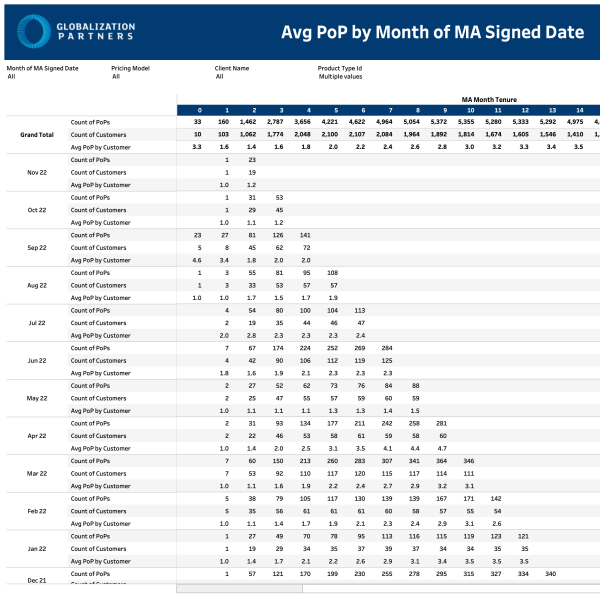 GLOBALIZATION
PARTNERS
Avg PoP by Month of MA Signed Date
Month of MA Signed Date Pricing Model Client Name Product Type Id
All All All Multiple values
MA Month Tenure
0 1 2 3 4 5 6 7 8 9 10 11 12 13 14
Grand Total
Count of PoPs 33 160 1,462 2,787 3,656 4,221 4,622 4,964 5,054 5,372 5,355 5,280 5,333 5,292 4,975 4,
Count of Customers 10 103 1,062 1,774 2,048 2,100 2,107 2,084 1,964 1,892 1,814 1,674 1,605 1,546 1,410 1,
Avg PoP by Customer 3.3 1.6 1.4 1.6 1.8 2.0 2.2 2.4 2.6 2.8 3.0 3.2 3.3 3.4 3.5
Nov 22
Count of PoPs 1 23
Count of Customers 1 19
Avg PoP by Customer 1.0 1.2
Oct 22
Count of PoPs 1 31 53
Count of Customers 1 29 45
Avg PoP by Customer 1.0 1.1 1.2
Sep 22
Count of PoPs 23 27 81 126 141
Count of Customers 5 8 45 62 72
Avg PoP by Customer 4.6 3.4 1.8 2.0 2.0
Aug 22
Count of PoPs 1 3 55 81 95 108
Count of Customers 1 3 33 53 57 57
Avg PoP by Customer 1.0 1.0 1.7 1.5 1.7 1.9
Jul 22
Count of PoPs 4 54 80 100 104 113
Count of Customers 2 19 35 44 46 47
Avg PoP by Customer 2.0 2.8 2.3 2.3 2.3 2.4
Jun 22
Count of PoPs 7 67 174 224 252 269 284
Count of Customers 4 42 90 106 112 119 125
Avg PoP by Customer 1.8 1.6 1.9 2.1 2.3 2.3 2.3
May 22
Count of PoPs 2 27 52 62 73 76 84 88
Count of Customers 2 25 47 55 57 59 60 59
Avg PoP by Customer 1.0 1.1 1.1 1.1 1.3 1.3 1.4 1.5
Apr 22
Count of PoPs 2 31 93 134 177 211 242 258 281
Count of Customers 2 22 46 53 58 61 59 58 60
Avg PoP by Customer 1.0 1.4 2.0 2.5 3.1 3.5 4.1 4.4 4.7
Mar 22
Count of PoPs 7 60 150 213 260 283 307 341 364 346
Count of Customers 7 53 92 110 117 120 115 117 114 111
Avg PoP by Customer 1.0 1.1 1.6 1.9 2.2 2.4 2.7 2.9 3.2 3.1
Feb 22
Count of PoPs 5 38 79 105 117 130 139 139 167 171 142
Count of Customers 5 35 56 61 61 61 60 58 57 55 54
Avg PoP by Customer 1.0 1.1 1.4 1.7 1.9 2.1 2.3 2.4 2.9 3.1 2.6
Jan 22
Count of PoPs 1 27 49 70 78 95 113 116 115 119 123 121
Count of Customers 1 19 29 34 35 37 39 37 34 34 35 35
Avg PoP by Customer 1.0 1.4 1.7 2.1 2.2 2.6 2.9 3.1 3.4 3.5 3.5 3.5
Dec 21
Count of PoPs 1 57 121 170 199 230 255 278 295 315 327 334 340
Count of Customers